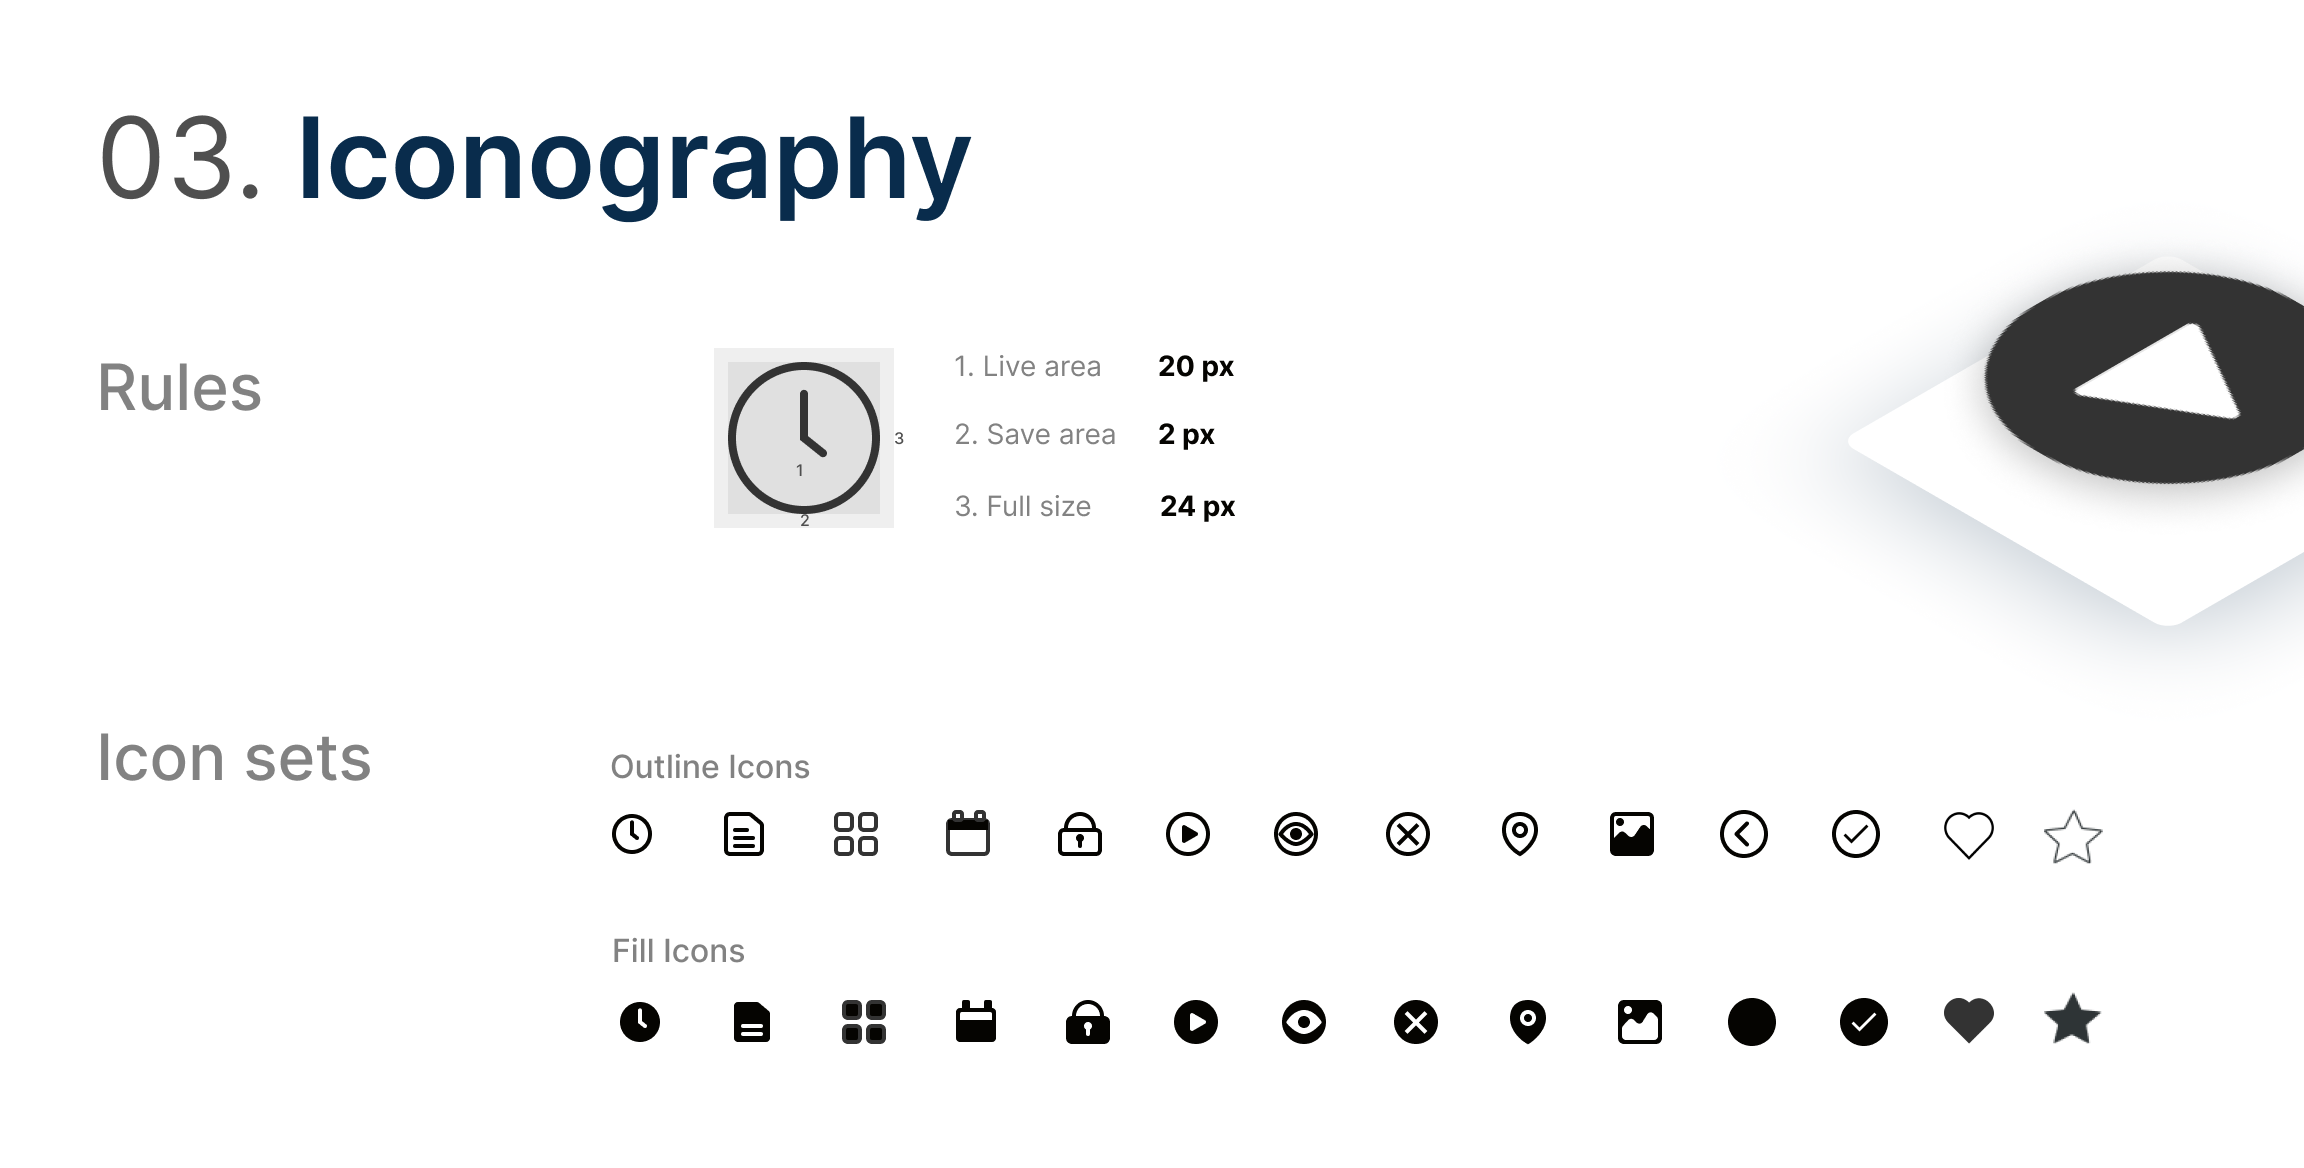 03. Iconography
Rules
1
2
3
1. Live area 20 px
2. Save area 2 px
3. Full size 24 px
Icon sets
Outline Icons
Fill Icons